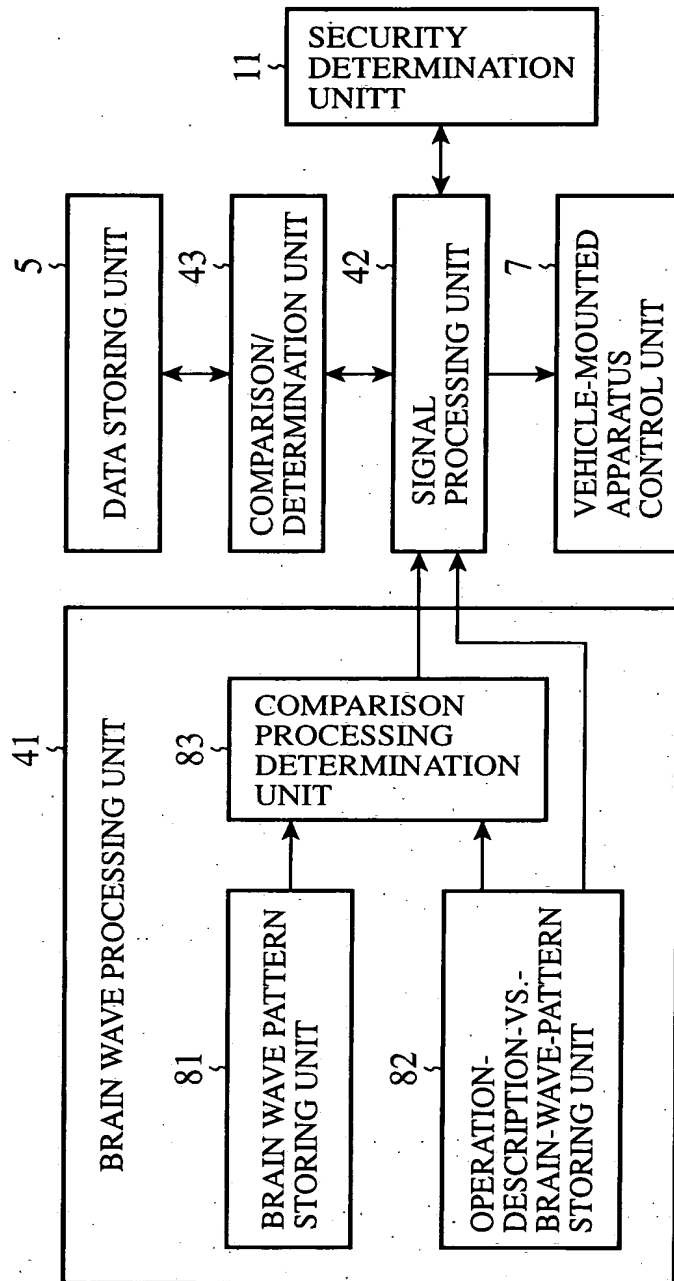 41
BRAIN WAVE PROCESSING UNIT
81
BRAIN WAVE PATTERN
STORING UNIT
82
OPERATION-
DESCRIPTION-VS.-
BRAIN-WAVE-PATTERN
STORING UNIT
83
COMPARISON
PROCESSING
DETERMINATION
UNIT
5
DATA STORING UNIT
43
COMPARISON/
DETERMINATION UNIT
42
SIGNAL
PROCESSING UNIT
7
VEHICLE-MOUNTED
APPARATUS
CONTROL UNIT
11
SECURITY
DETERMINATION
UNITT